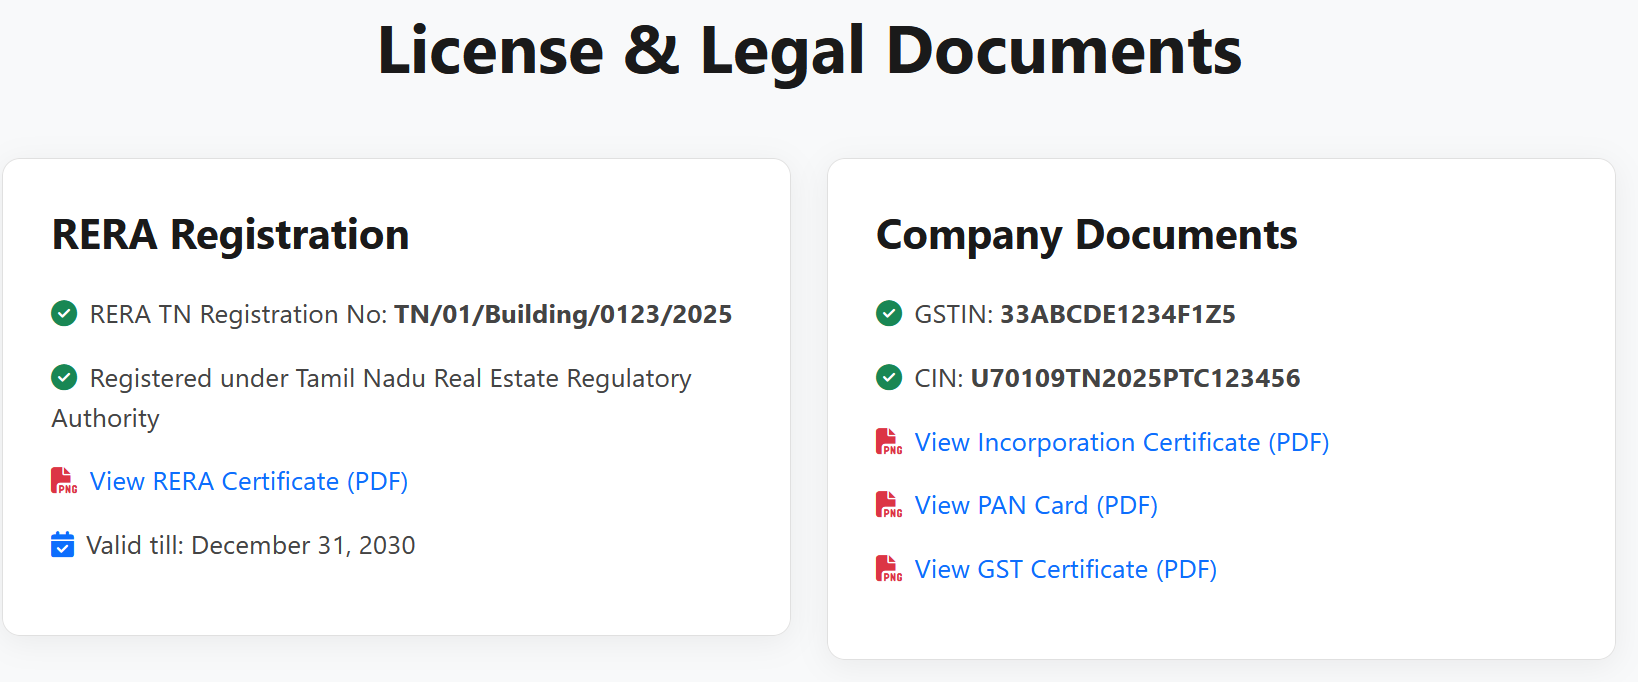 License & Legal Documents
RERA Registration
RERA TN Registration No: TN/01/Building/0123/2025
Registered under Tamil Nadu Real Estate Regulatory
Authority
PNG View RERA Certificate (PDF)
Valid till: December 31, 2030
Company Documents
GSTIN: 33ABCDE1234F1Z5
CIN: U70109TN2025PTC123456
PNG View Incorporation Certificate (PDF)
PNG View PAN Card (PDF)
PNG View GST Certificate (PDF)